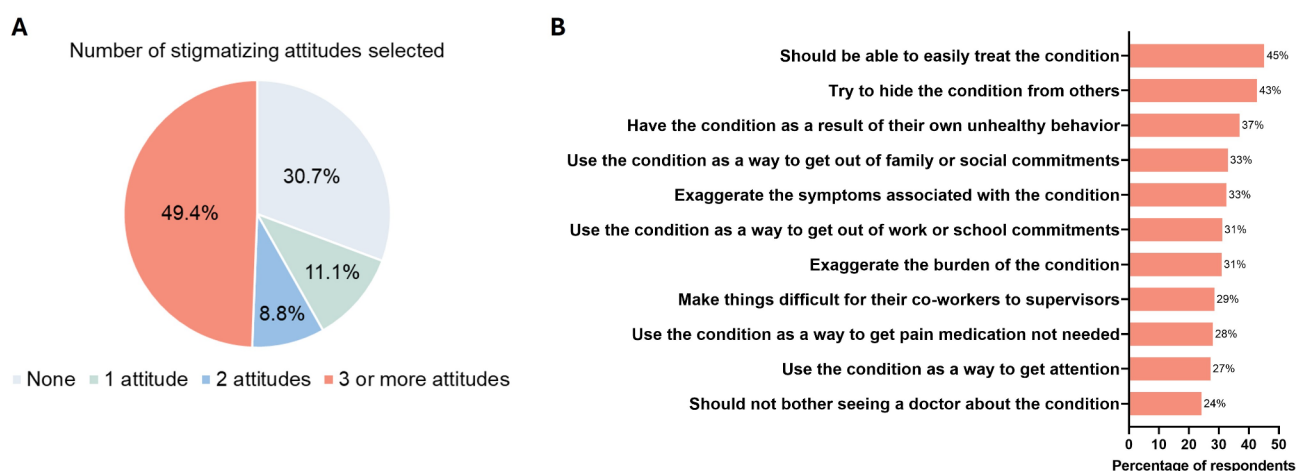 A
Number of stigmatizing attitudes selected
30.7%
49.4%
11.1%
8.8%
None 1 attitude 2 attitudes 3 or more attitudes
B
Should be able to easily treat the condition 45%
Try to hide the condition from others 43%
Have the condition as a result of their own unhealthy behavior 37%
Use the condition as a way to get out of family or social commitments 33%
Exaggerate the symptoms associated with the condition 33%
Use the condition as a way to get out of work or school commitments 31%
Exaggerate the burden of the condition 31%
Make things difficult for their co-workers to supervisors 29%
Use the condition as a way to get pain medication not needed 28%
Use the condition as a way to get attention 27%
Should not bother seeing a doctor about the condition 24%
0 10 20 30 40 50
Percentage of respondents